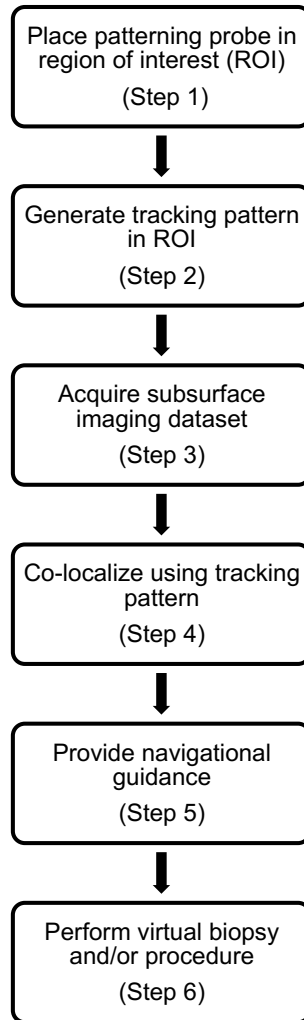 Place patterning probe in
region of interest (ROI)
(Step 1)
Generate tracking pattern
in ROI
(Step 2)
Acquire subsurface
imaging dataset
(Step 3)
Co-localize using tracking
pattern
(Step 4)
Provide navigational
guidance
(Step 5)
Perform virtual biopsy
and/or procedure
(Step 6)